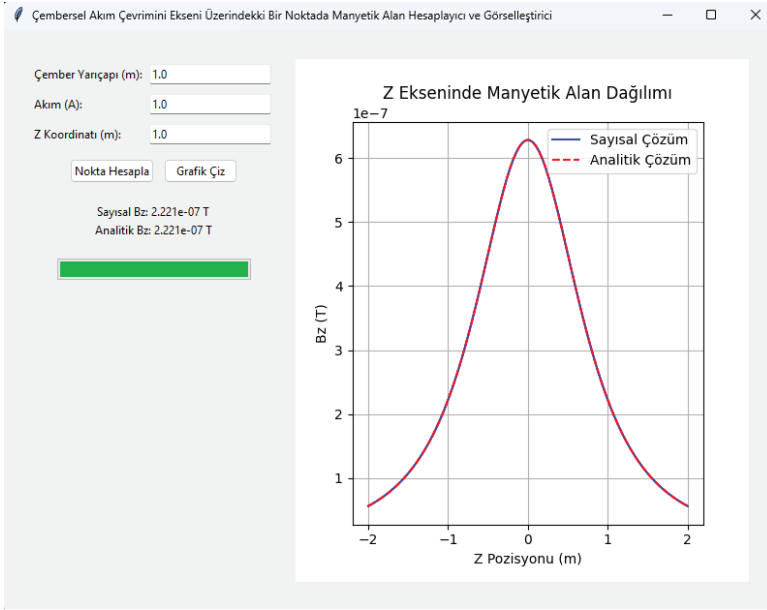 Çembersel Akım Çevrimini Ekseni Üzerindekki Bir Noktada Manyetik Alan Hesaplayıcı ve Görselleştirici
Çember Yarıçapı (m): 1.0
Akım (A): 1.0
Z Koordinatı (m): 1.0
Nokta Hesapla Grafik Çiz
Sayısal Bz: 2.221e-07 T
Analitik Bz: 2.221e-07 T
Z Ekseninde Manyetik Alan Dağılımı
1e−7
Sayısal Çözüm
Analitik Çözüm
6
5
4
3
2
1
Bz (T)
−2 −1 0 1 2
Z Pozisyonu (m)